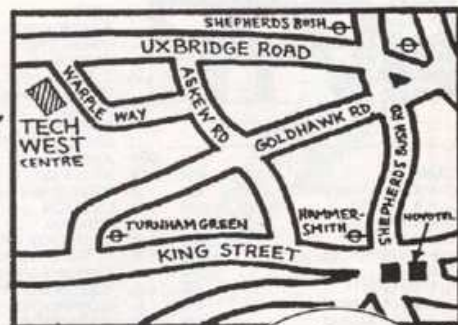 SHEPHERDS BUSH
UXBRIDGE ROAD
WARPLE WAY
ASKEW RD
GOLDHAWK RD
TECH
WEST
CENTRE
SHEPHERDS BUSH RD
TURNHAM GREEN
HAMMER-
SMITH
NOVOTEL
KING STREET